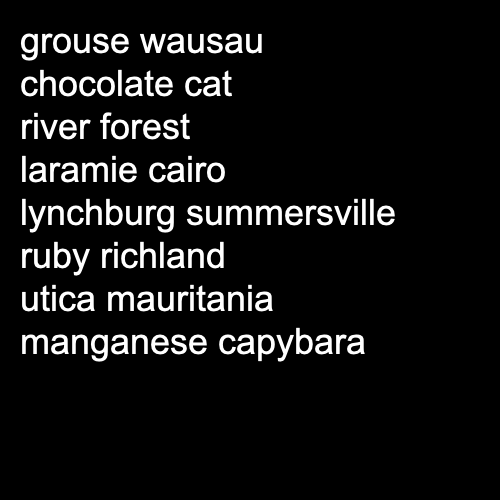 grouse wausau
chocolate cat
river forest
laramie cairo
lynchburg summersville
ruby richland
utica mauritania
manganese capybara